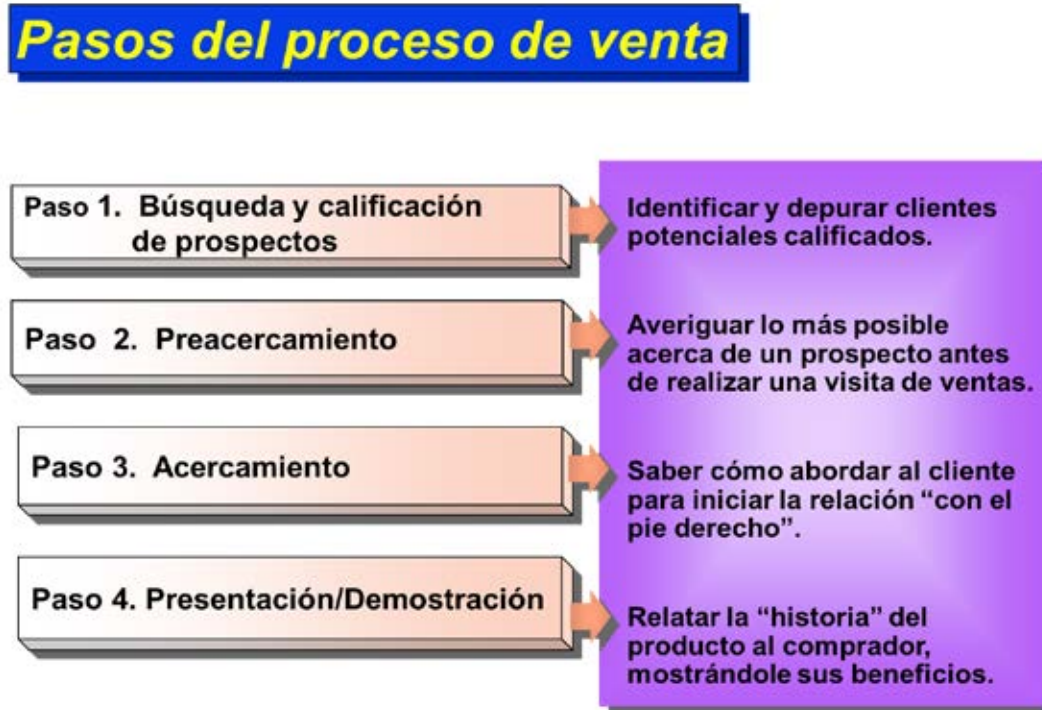 Pasos del proceso de venta
Paso 1. Búsqueda y calificación
de prospectos
Identificar y depurar clientes
potenciales calificados.
Paso 2. Preacercamiento
Averiguar lo más posible
acerca de un prospecto antes
de realizar una visita de ventas.
Paso 3. Acercamiento
Saber cómo abordar al cliente
para iniciar la relación “con el
pie derecho”.
Paso 4. Presentación/Demostración
Relatar la “historia” del
producto al comprador,
mostrándole sus beneficios.